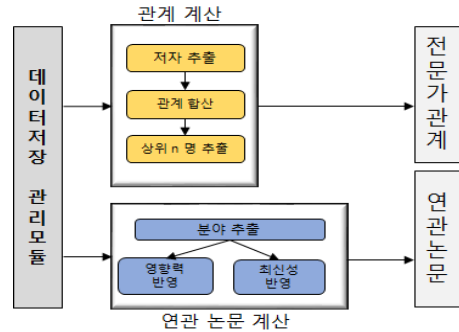 관계 계산
저자 추출
관계 합산
상위 n 명 추출
데이터저장 관리모듈
전문가관계
분야 추출
영향력
반영
최신성
반영
연관 논문 계산
연관논문